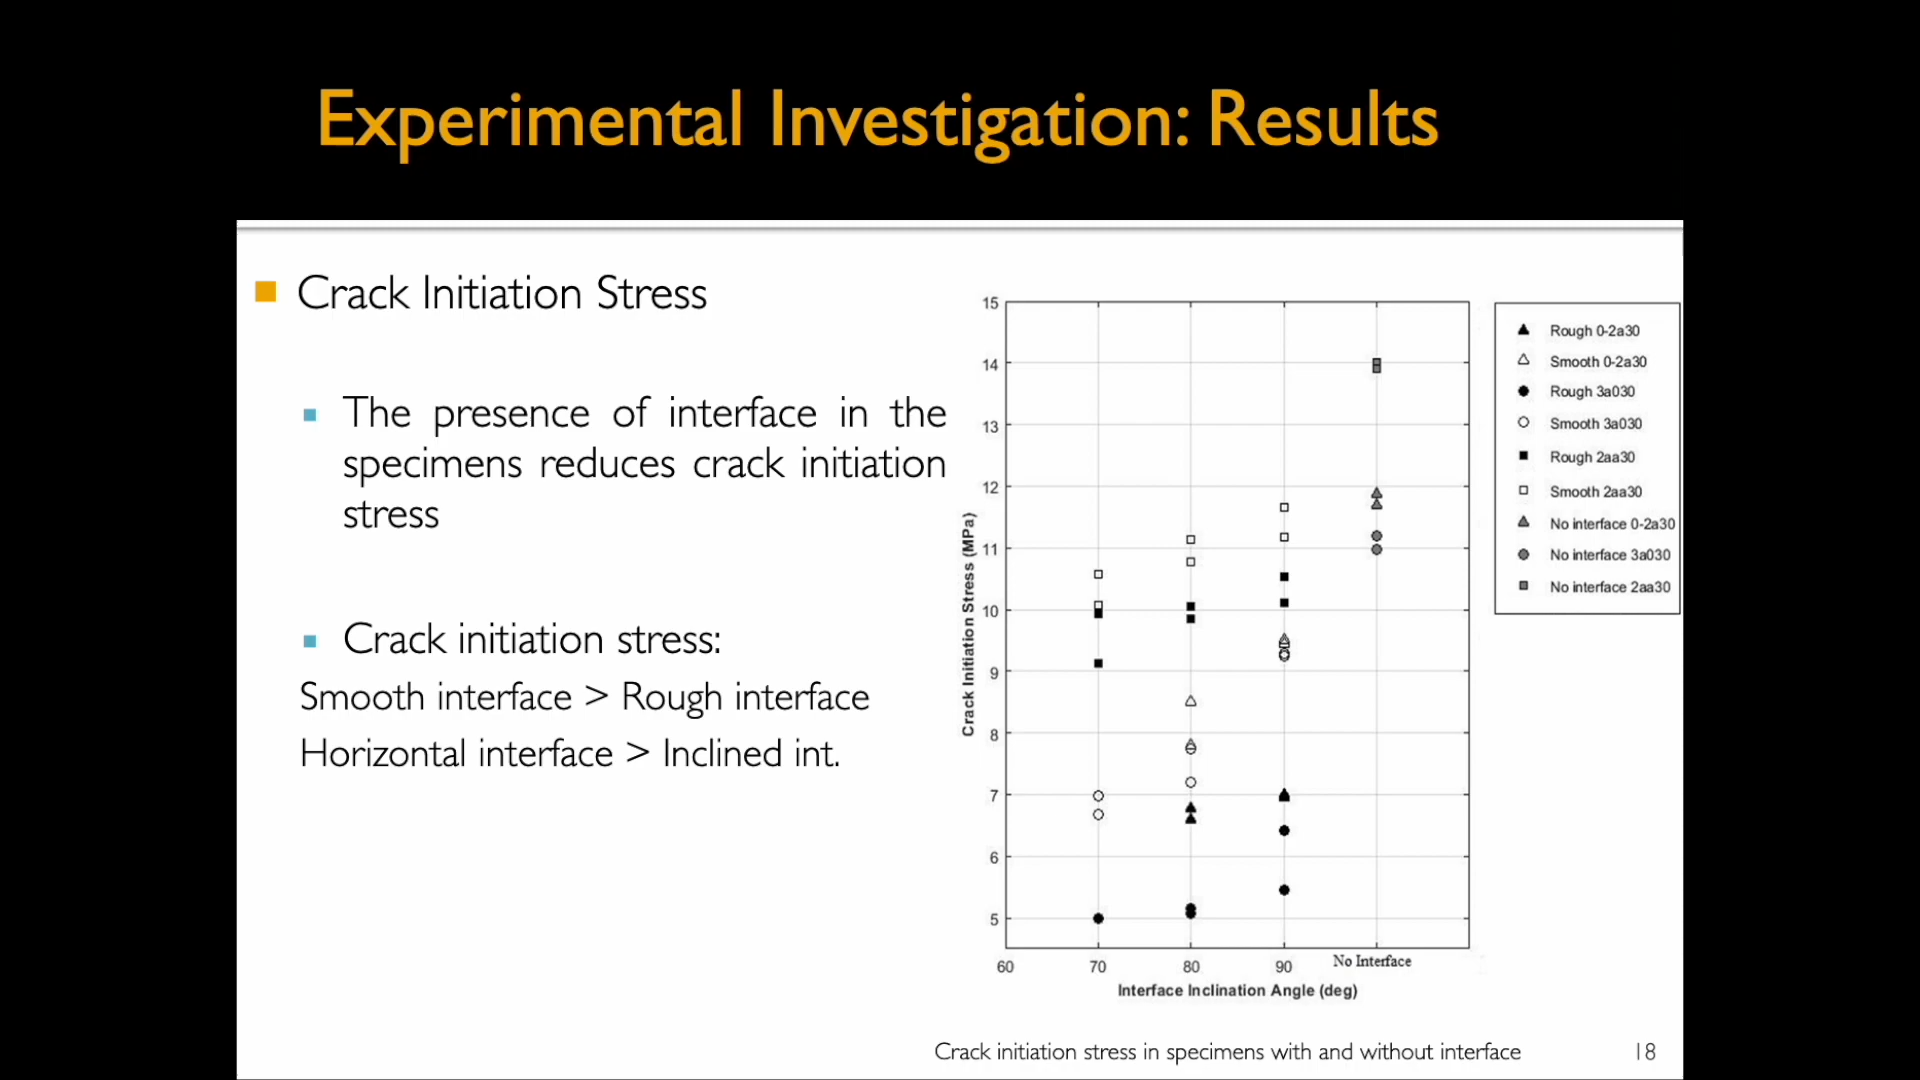 Experimental Investigation: Results
Crack Initiation Stress
The presence of interface in the
specimens reduces crack initiation
stress
Crack initiation stress:
Smooth interface > Rough interface
Horizontal interface > Inclined int.
Crack Initiation Stress (MPa)
15
14
13
12
11
10
9
8
7
6
5
60 70 80 90 No Interface
Interface Inclination Angle (deg)
Rough 0-2a30
Smooth 0-2a30
Rough 3a030
Smooth 3a030
Rough 2aa30
Smooth 2aa30
No interface 0-2a30
No interface 3a030
No interface 2aa30
Crack initiation stress in specimens with and without interface
18